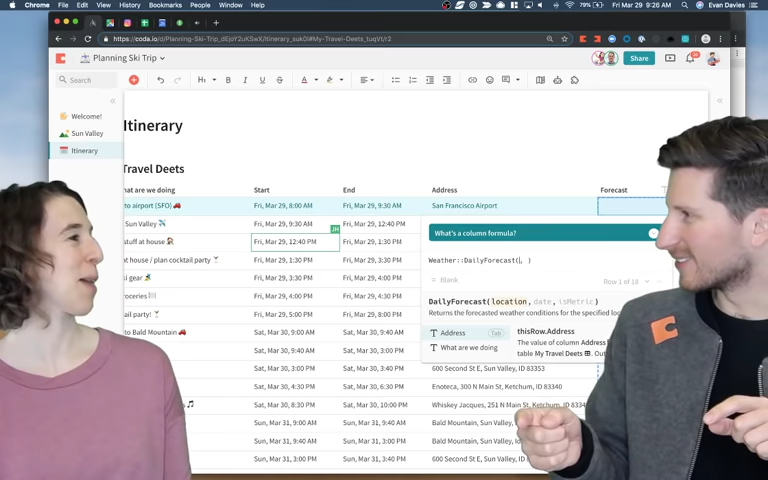 Chrome File Edit View History Bookmarks People Window Help
79% Fri Mar 29 9:26 AM Evan Davies
https://coda.io/d/Planning-Ski-Trip_dEjoY2uKSwX/Itinerary_suk0l#My-Travel-Deets_tuqVt/r2
Planning Ski Trip
Share
Search
H1 B I U S A
Welcome!
Sun Valley
Itinerary
Itinerary
Travel Deets
hat are we doing Start End Address Forecast
to airport (SFO) Fri, Mar 29, 8:00 AM Fri, Mar 29, 9:30 AM San Francisco Airport
Sun Valley Fri, Mar 29, 9:30 AM Fri, Mar 29, 12:40 PM
JH
What's a column formula?
stuff at house Fri, Mar 29, 12:40 PM Fri, Mar 29, 1:30 PM
at house / plan cocktail party Fri, Mar 29, 1:30 PM Fri, Mar 29, 3:30 PM
Weather::DailyForecast(, )
ki gear Fri, Mar 29, 3:30 PM Fri, Mar 29, 4:00 PM
= Blank Row 1 of 18
roceries Fri, Mar 29, 4:00 PM Fri, Mar 29, 4:30 PM
DailyForecast(location, date, isMetric)
tail party! Fri, Mar 29, 5:00 PM Fri, Mar 29, 8:00 PM
Returns the forecasted weather conditions for the specified loc
to Bald Mountain Sat, Mar 30, 9:00 AM Sat, Mar 30, 9:40 AM
Address Tab thisRow.Address
The value of column Address
What are we doing table My Travel Deets
Sat, Mar 30, 9:40 AM Sat, Mar 30, 3:00 PM
Sat, Mar 30, 3:00 PM Sat, Mar 30, 3:40 PM 600 Second St E, Sun Valley, ID 83353
Sat, Mar 30, 4:30 PM Sat, Mar 30, 6:30 PM Enoteca, 300 N Main St, Ketchum, ID 83340
s Sat, Mar 30, 8:30 PM Sat, Mar 30, 10:00 PM Whiskey Jacques, 251 N Main St, Ketchum, ID 8334
Sun, Mar 31, 9:00 AM Sun, Mar 31, 9:40 AM Bald Mountain, Sun Valley, ID
Sun, Mar 31, 9:40 AM Sun, Mar 31, 3:00 PM Bald Mountain, Sun Valley,
Sun, Mar 31, 3:00 PM Sun, Mar 31, 3:40 PM 600 Second St E, Sun Valley, ID